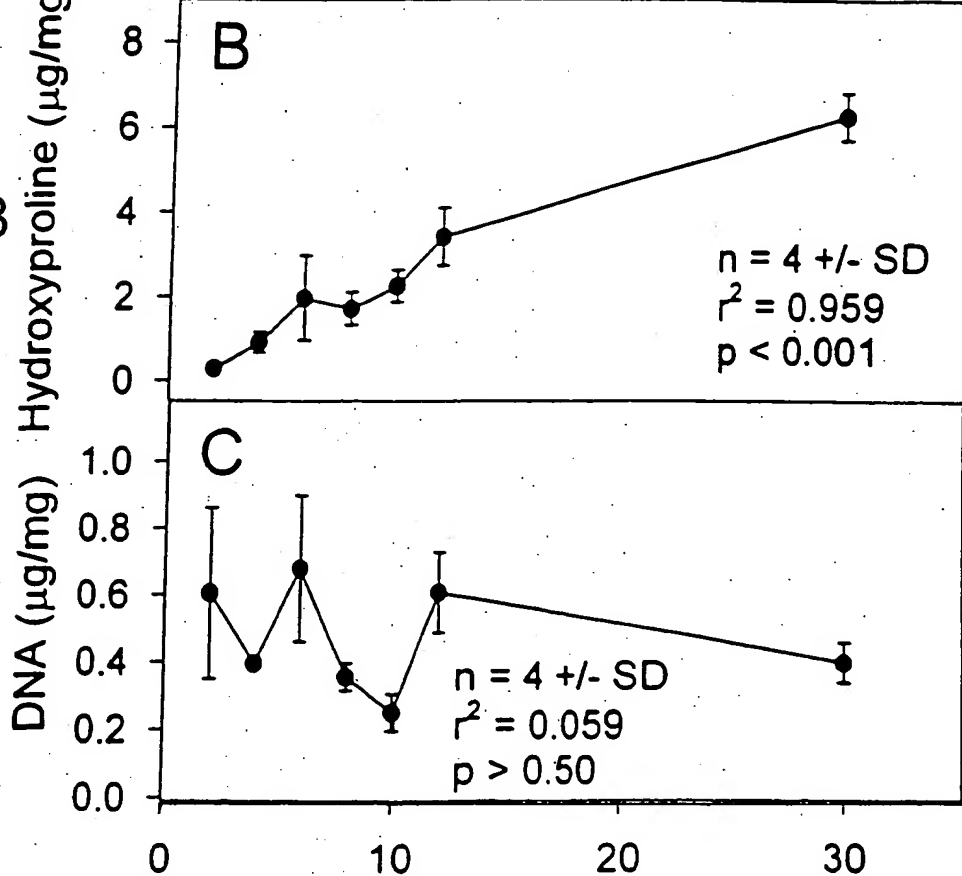 B
Hydroxyproline (μg/mg
8
6
4
2
0
n = 4 +/- SD
r² = 0.959
p < 0.001
C
DNA (μg/mg)
1.0
0.8
0.6
0.4
0.2
0.0
n = 4 +/- SD
r² = 0.059
p > 0.50
0 10 20 30